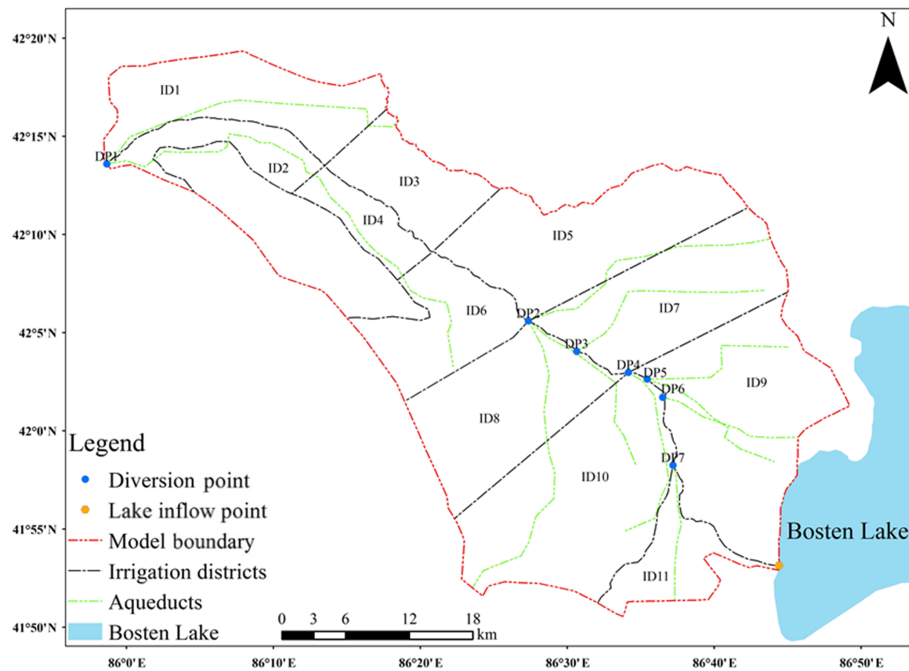 N
42°20'N
42°15'N
42°10'N
42°5'N
42°0'N
41°55'N
41°50'N
ID1
DP1
ID2
ID3
ID4
ID5
ID6
DP2
ID7
DP3
DP4
DP5
DP6
ID9
ID8
DP7
ID10
ID11
Bosten Lake
Legend
Diversion point
Lake inflow point
Model boundary
Irrigation districts
Aqueducts
Bosten Lake
0 3 6 12 18
km
86°0'E
86°10'E
86°20'E
86°30'E
86°40'E
86°50'E